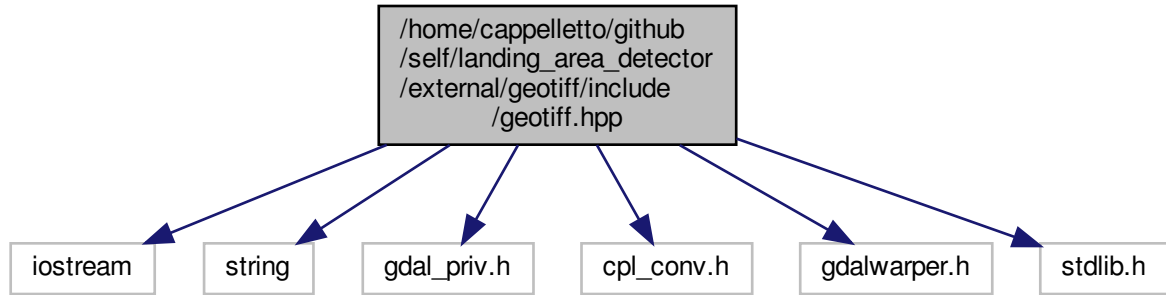 /home/cappelletto/github
/self/landing_area_detector
/external/geotiff/include
/geotiff.hpp
iostream
string
gdal_priv.h
cpl_conv.h
gdalwarper.h
stdlib.h